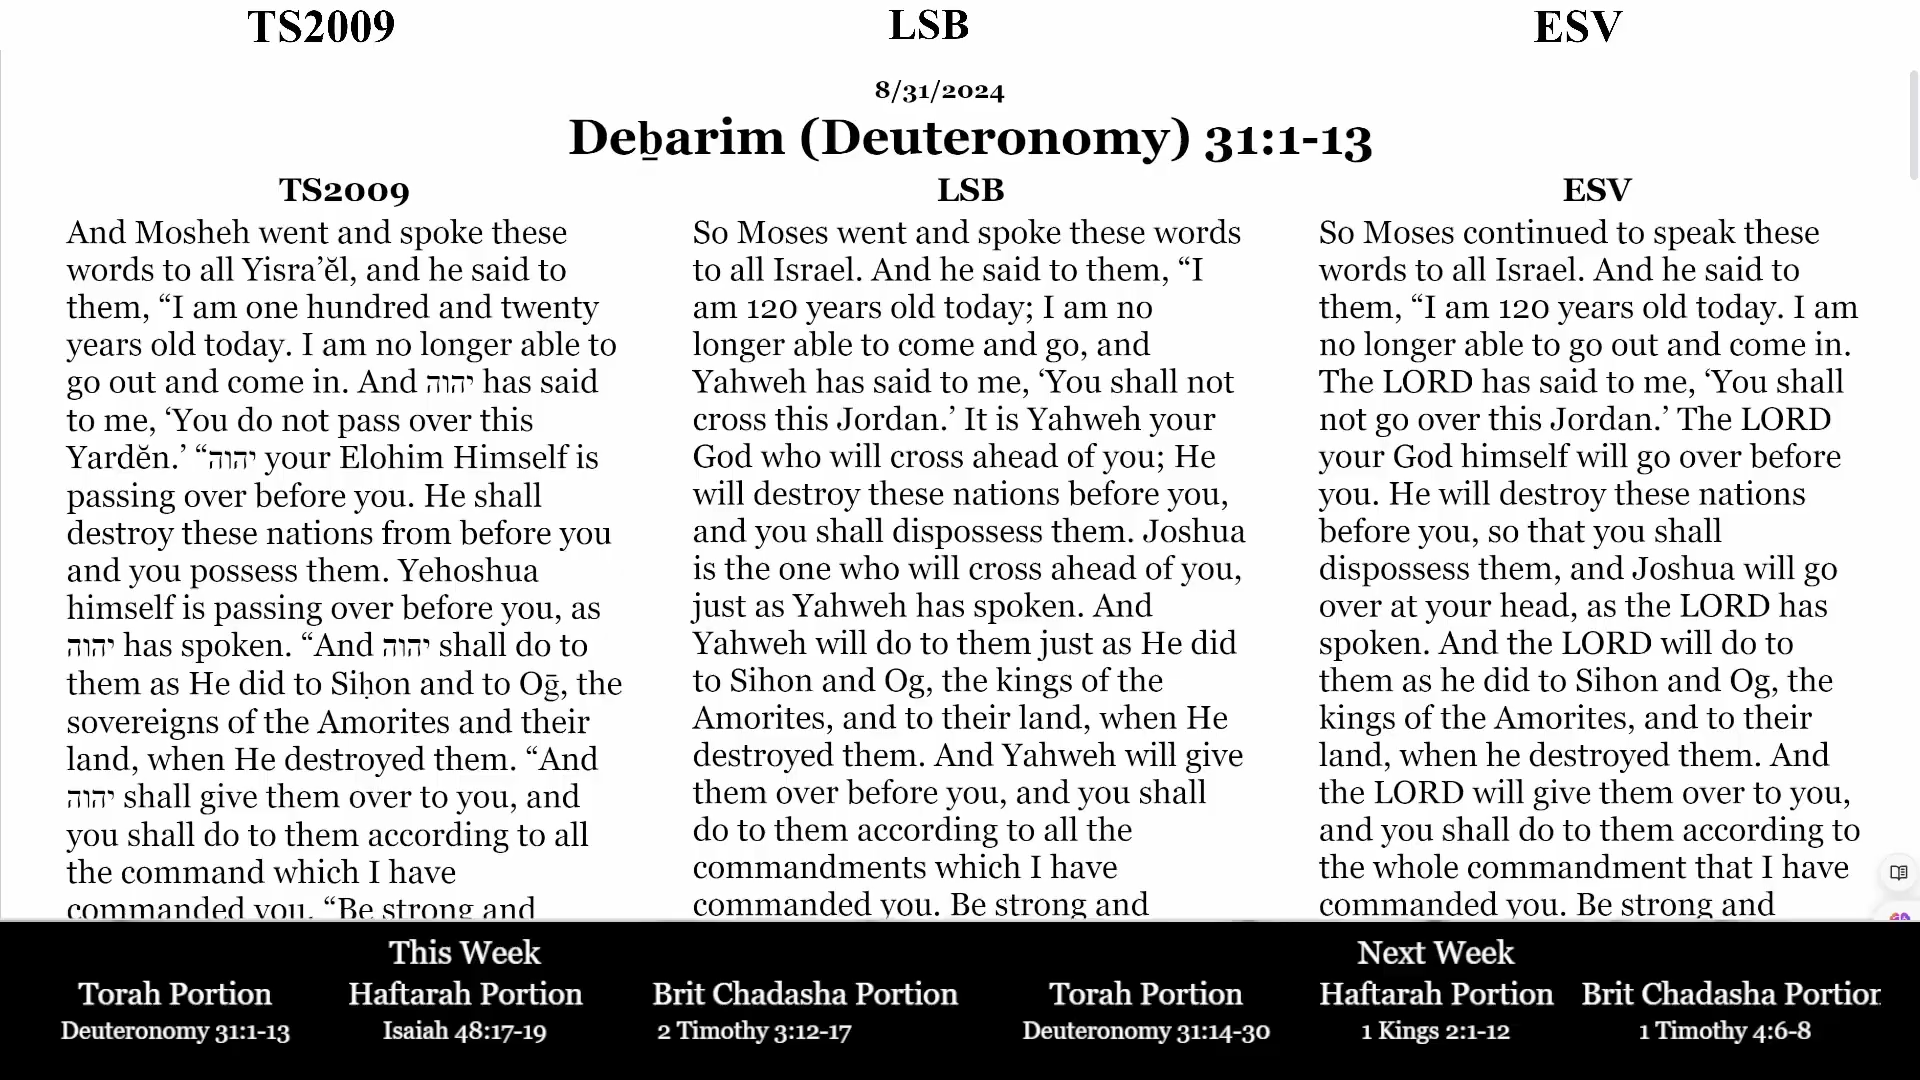 TS2009
LSB
ESV
8/31/2024
Deḇarim (Deuteronomy) 31:1-13
TS2009
And Mosheh went and spoke these
words to all Yisra’ĕl, and he said to
them, “I am one hundred and twenty
years old today. I am no longer able to
go out and come in. And יהוה has said
to me, ‘You do not pass over this
Yardĕn.’ “יהוה your Elohim Himself is
passing over before you. He shall
destroy these nations from before you
and you possess them. Yehoshua
himself is passing over before you, as
יהוה has spoken. “And יהוה shall do to
them as He did to Siḥon and to Oḡ, the
sovereigns of the Amorites and their
land, when He destroyed them. “And
יהוה shall give them over to you, and
you shall do to them according to all
the command which I have
commanded you. “Be strong and
LSB
So Moses went and spoke these words
to all Israel. And he said to them, “I
am 120 years old today; I am no
longer able to come and go, and
Yahweh has said to me, ‘You shall not
cross this Jordan.’ It is Yahweh your
God who will cross ahead of you; He
will destroy these nations before you,
and you shall dispossess them. Joshua
is the one who will cross ahead of you,
just as Yahweh has spoken. And
Yahweh will do to them just as He did
to Sihon and Og, the kings of the
Amorites, and to their land, when He
destroyed them. And Yahweh will give
them over before you, and you shall
do to them according to all the
commandments which I have
commanded you. Be strong and
ESV
So Moses continued to speak these
words to all Israel. And he said to
them, “I am 120 years old today. I am
no longer able to go out and come in.
The LORD has said to me, ‘You shall
not go over this Jordan.’ The LORD
your God himself will go over before
you. He will destroy these nations
before you, so that you shall
dispossess them, and Joshua will go
over at your head, as the LORD has
spoken. And the LORD will do to
them as he did to Sihon and Og, the
kings of the Amorites, and to their
land, when he destroyed them. And
the LORD will give them over to you,
and you shall do to them according to
the whole commandment that I have
commanded you. Be strong and
This Week
Torah Portion
Deuteronomy 31:1-13
Haftarah Portion
Isaiah 48:17-19
Brit Chadasha Portion
2 Timothy 3:12-17
Next Week
Torah Portion
Deuteronomy 31:14-30
Haftarah Portion
1 Kings 2:1-12
Brit Chadasha Portior
1 Timothy 4:6-8